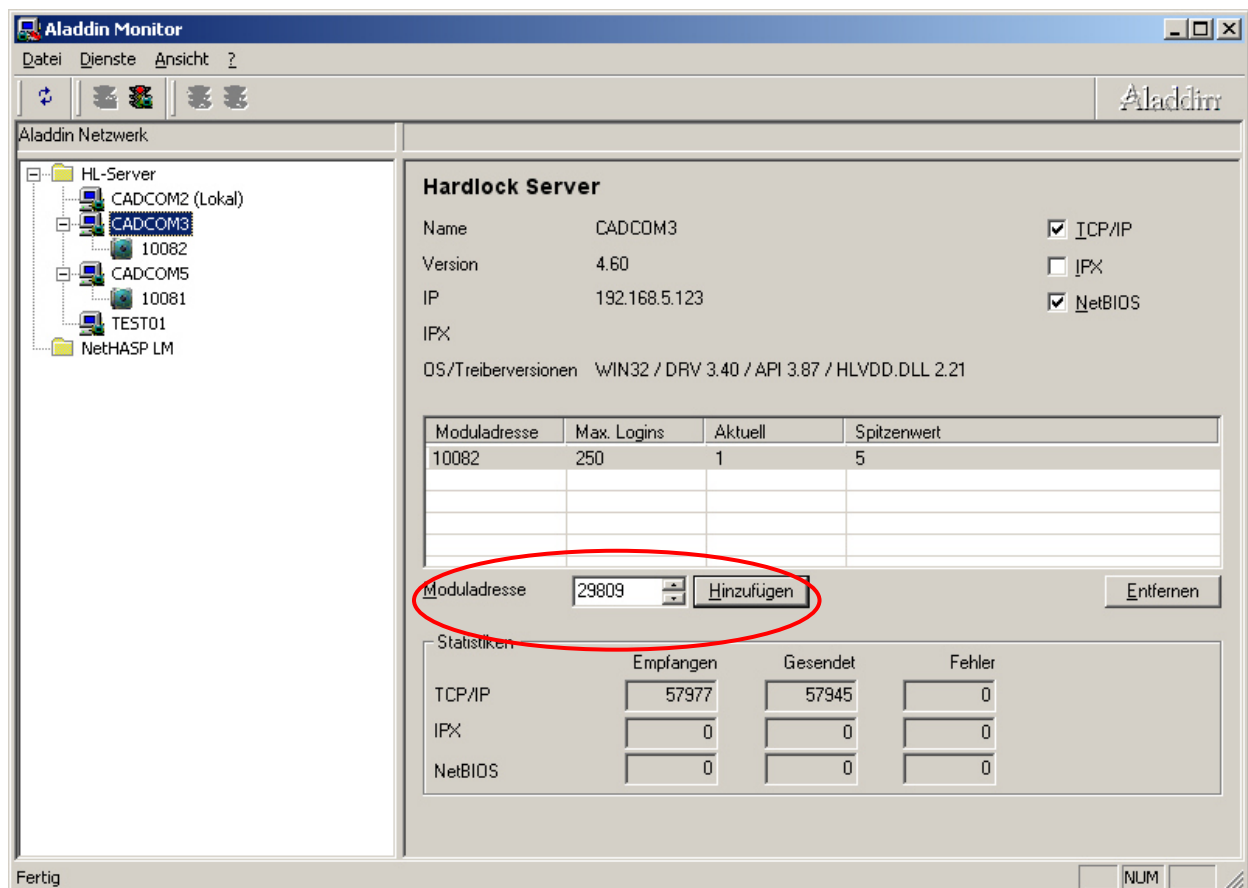 Aladdin Monitor
Datei Dienste Ansicht ?
Aladdin
Aladdin Netzwerk
HL-Server
CADCOM2 (Lokal)
CADCOM3
10082
CADCOM5
10081
TEST01
NetHASP LM
Hardlock Server
Name CADCOM3 TCP/IP
Version 4.60 IPX
IP 192.168.5.123 NetBIOS
IPX
OS/Treiberversionen WIN32 / DRV 3.40 / API 3.87 / HLVDD.DLL 2.21
Moduladresse Max. Logins Aktuell Spitzenwert
10082 250 1 5
Moduladresse 29809 Hinzufügen Entfernen
Statistiken
Empfangen Gesendet Fehler
TCP/IP 57977 57945 0
IPX 0 0 0
NetBIOS 0 0 0
Fertig NUM